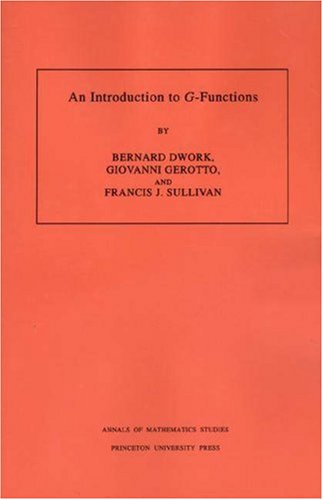 An Introduction to G-Functions
BY
BERNARD DWORK,
GIOVANNI GEROTTO,
AND
FRANCIS J. SULLIVAN
ANNALS OF MATHEMATICS STUDIES
PRINCETON UNIVERSITY PRESS